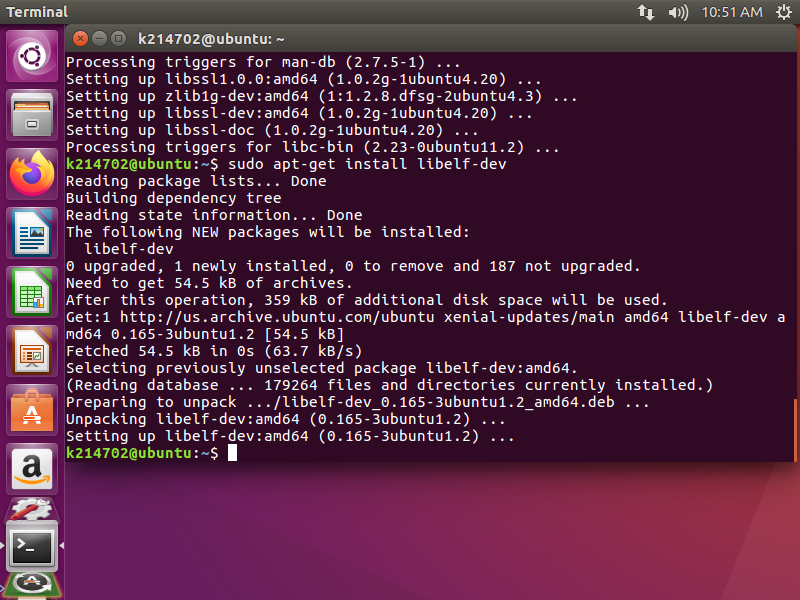 Terminal
10:51 AM
k214702@ubuntu: ~
Processing triggers for man-db (2.7.5-1) ...
Setting up libssl1.0.0:amd64 (1.0.2g-1ubuntu4.20) ...
Setting up zlib1g-dev:amd64 (1:1.2.8.dfsg-2ubuntu4.3) ...
Setting up libssl-dev:amd64 (1.0.2g-1ubuntu4.20) ...
Setting up libssl-doc (1.0.2g-1ubuntu4.20) ...
Processing triggers for libc-bin (2.23-0ubuntu11.2) ...
k214702@ubuntu:~$ sudo apt-get install libelf-dev
Reading package lists... Done
Building dependency tree
Reading state information... Done
The following NEW packages will be installed:
  libelf-dev
0 upgraded, 1 newly installed, 0 to remove and 187 not upgraded.
Need to get 54.5 kB of archives.
After this operation, 359 kB of additional disk space will be used.
Get:1 http://us.archive.ubuntu.com/ubuntu xenial-updates/main amd64 libelf-dev a
md64 0.165-3ubuntu1.2 [54.5 kB]
Fetched 54.5 kB in 0s (63.7 kB/s)
Selecting previously unselected package libelf-dev:amd64.
(Reading database ... 179264 files and directories currently installed.)
Preparing to unpack .../libelf-dev_0.165-3ubuntu1.2_amd64.deb ...
Unpacking libelf-dev:amd64 (0.165-3ubuntu1.2) ...
Setting up libelf-dev:amd64 (0.165-3ubuntu1.2) ...
k214702@ubuntu:~$